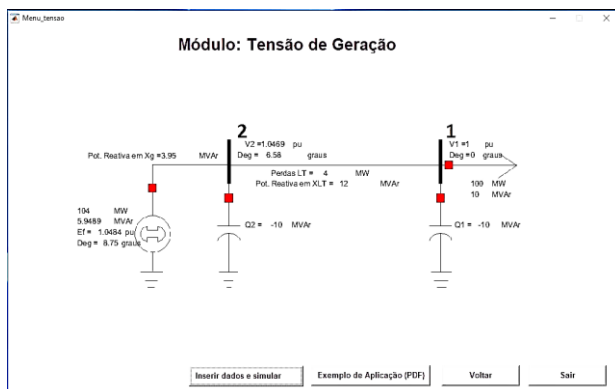 Menu_tensao
Módulo: Tensão de Geração
2
1
V2 =1.0469 pu
Deg = 6.58 graus
V1 =1 pu
Deg =0 graus
Pot. Reativa em Xg =3.95 MVAr
Perdas LT = 4 MW
Pot. Reativa em XLT = 12 MVAr
100 MW
10 MVAr
104 MW
5.9489 MVAr
Ef = 1.0484 pu
Deg = 8.75 graus
Q2 = -10 MVAr
Q1 = -10 MVAr
Inserir dados e simular
Exemplo de Aplicação (PDF)
Voltar
Sair